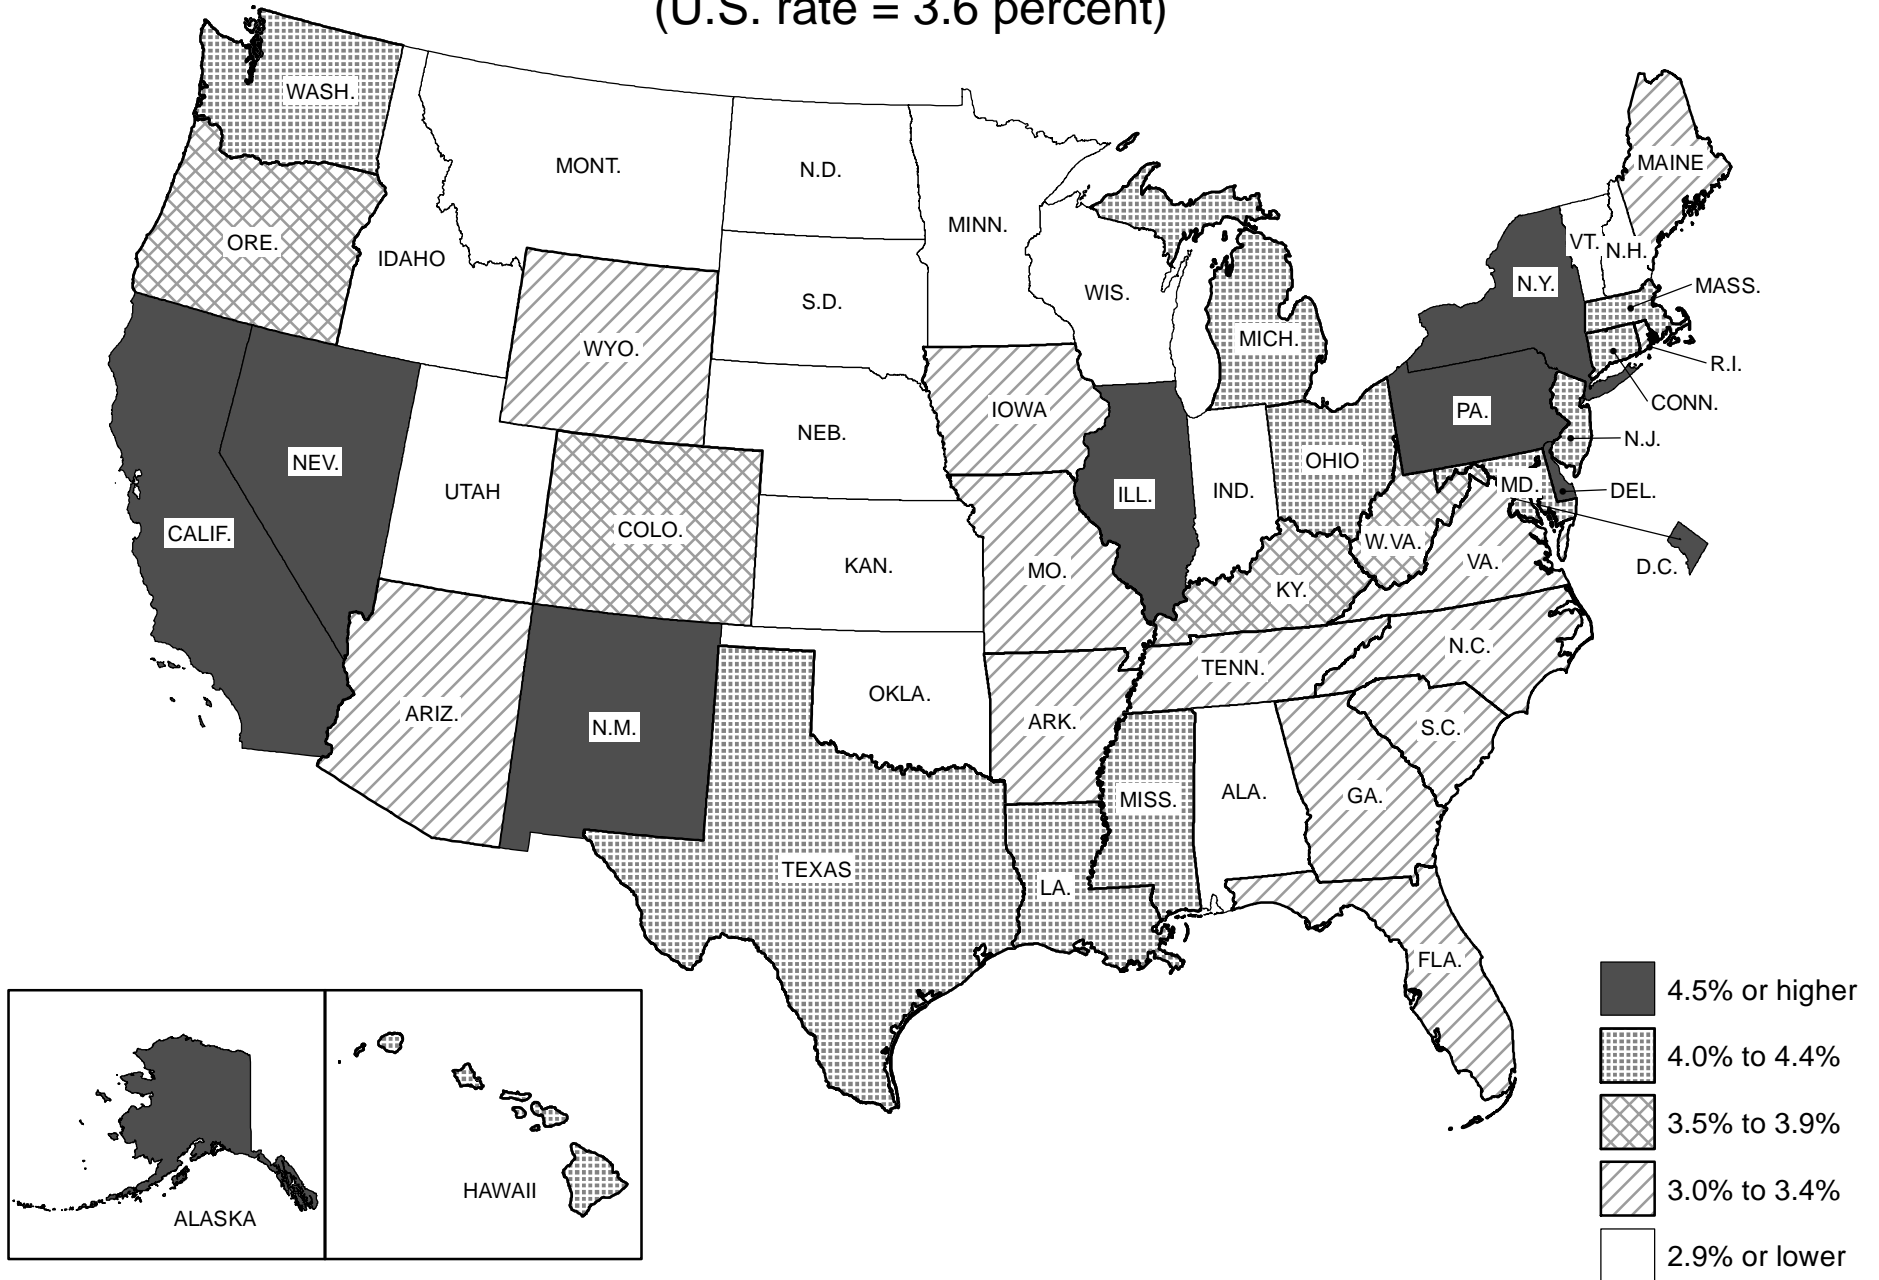 (U.S. rate = 3.6 percent)
WASH.
MONT.
N.D.
MINN.
MAINE
ORE.
IDAHO
VT.
N.H.
WYO.
S.D.
WIS.
N.Y.
MASS.
MICH.
R.I.
CONN.
NEV.
NEB.
IOWA
PA.
N.J.
UTAH
CALIF.
COLO.
ILL.
IND.
OHIO
MD.
DEL.
KAN.
MO.
W.VA.
VA.
D.C.
KY.
ARIZ.
N.M.
OKLA.
ARK.
TENN.
N.C.
S.C.
TEXAS
LA.
MISS.
ALA.
GA.
FLA.
ALASKA
HAWAII
4.5% or higher
4.0% to 4.4%
3.5% to 3.9%
3.0% to 3.4%
2.9% or lower